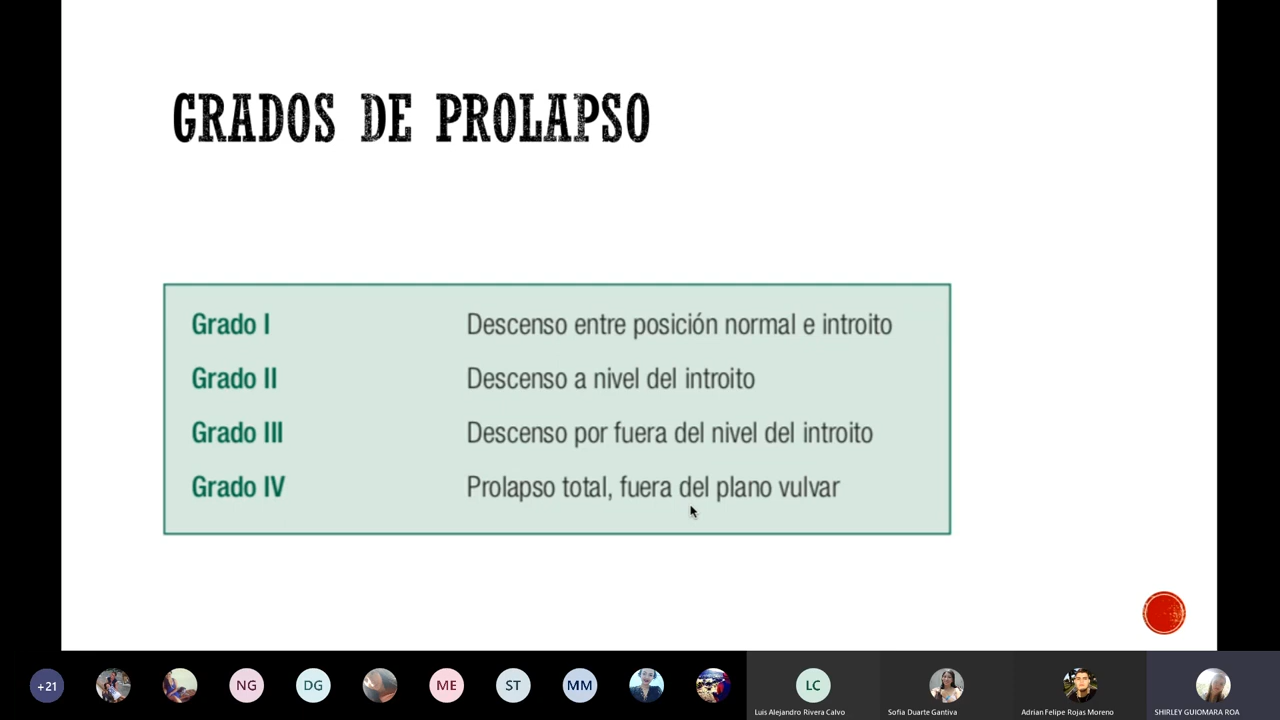 GRADOS DE PROLAPSO
Grado I Descenso entre posición normal e introito
Grado II Descenso a nivel del introito
Grado III Descenso por fuera del nivel del introito
Grado IV Prolapso total, fuera del plano vulvar
+21 NG DG ME ST MM LC
Luis Alejandro Rivera Calvo Sofia Duarte Gantiva Adrian Felipe Rojas Moreno SHIRLEY GUIOMARA ROA